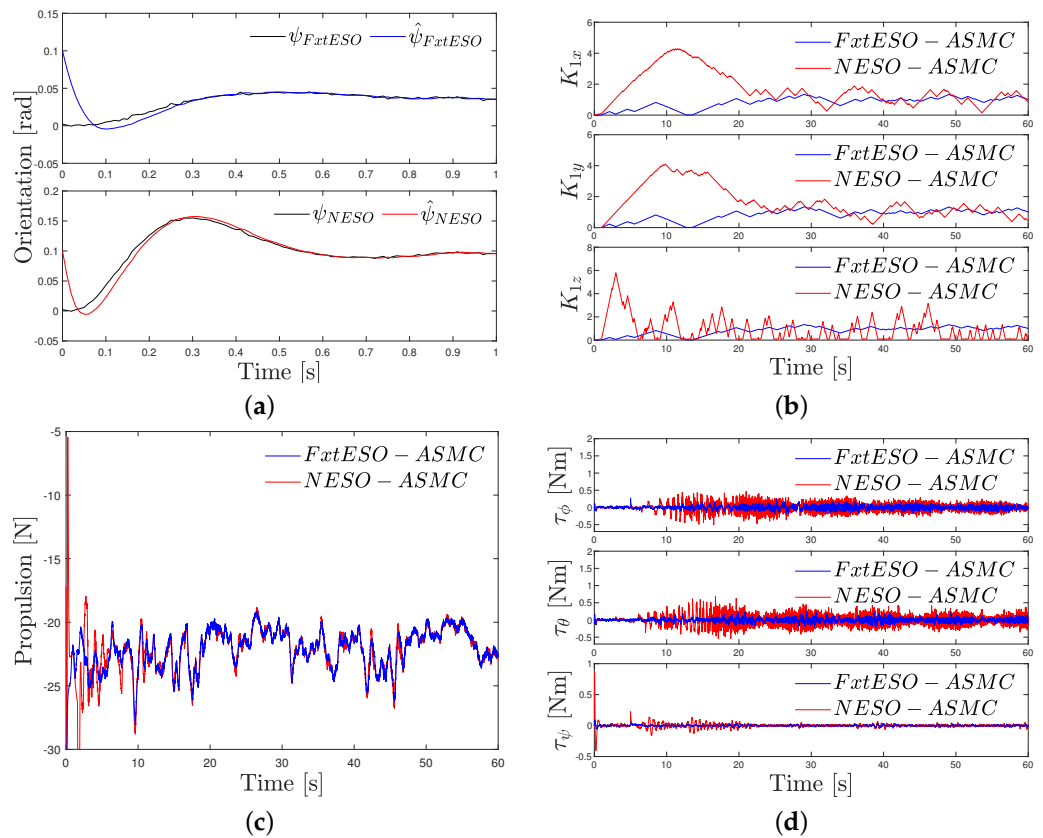 0.15
0.1
0.05
0
0.05
ψ_FxtESO ψ̂_FxtESO
0 0.1 0.2 0.3 0.4 0.5 0.6 0.7 0.8 0.9 1
0.15
0.1
0.05
0
0.05
ψ_NESO ψ̂_NESO
0 0.1 0.2 0.3 0.4 0.5 0.6 0.7 0.8 0.9 1
Orientation [rad]
Time [s]
(a)
K_1x
6
4
2
0
FxtESO – ASMC
NESO – ASMC
0 10 20 30 40 50 60
K_1y
6
4
2
0
FxtESO – ASMC
NESO – ASMC
0 10 20 30 40 50 60
K_1z
8
6
4
2
0
FxtESO – ASMC
NESO – ASMC
0 10 20 30 40 50 60
Time [s]
(b)
Propulsion [N]
-5
-10
-15
-20
-25
-30
FxtESO – ASMC
NESO – ASMC
0 10 20 30 40 50 60
Time [s]
(c)
τ_ϕ [Nm]
2
1.5
1
0.5
0
-0.5
FxtESO – ASMC
NESO – ASMC
0 10 20 30 40 50 60
τ_θ [Nm]
2
1.5
1
0.5
0
-0.5
FxtESO – ASMC
NESO – ASMC
0 10 20 30 40 50 60
τ_ψ [Nm]
1
0.5
0
-0.5
FxtESO – ASMC
NESO – ASMC
0 10 20 30 40 50 60
Time [s]
(d)